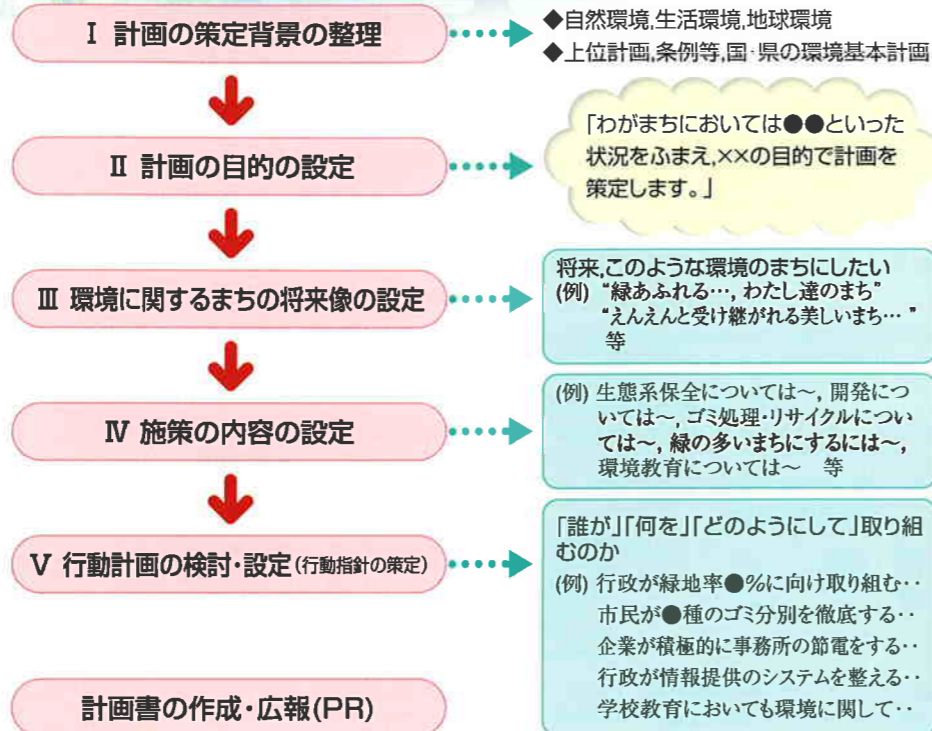 Ⅰ 計画の策定背景の整理
◆自然環境,生活環境,地球環境
◆上位計画,条例等,国・県の環境基本計画
Ⅱ 計画の目的の設定
「わがまちにおいては●●といった
状況をふまえ,××の目的で計画を
策定します。」
Ⅲ 環境に関するまちの将来像の設定
将来,このような環境のまちにしたい
(例) “緑あふれる…, わたし達のまち”
“えんえんと受け継がれる美しいまち… ”
等
Ⅳ 施策の内容の設定
(例) 生態系保全については～, 開発につ
いては～, ゴミ処理・リサイクルについ
ては～, 緑の多いまちにするには～,
環境教育については～ 等
Ⅴ 行動計画の検討・設定(行動指針の策定)
「誰が」「何を」「どのようにして」取り組
むのか
(例) 行政が緑地率●%に向け取り組む‥
市民が●種のゴミ分別を徹底する‥
企業が積極的に事務所の節電をする‥
行政が情報提供のシステムを整える‥
学校教育においても環境に関して‥
計画書の作成・広報(PR)